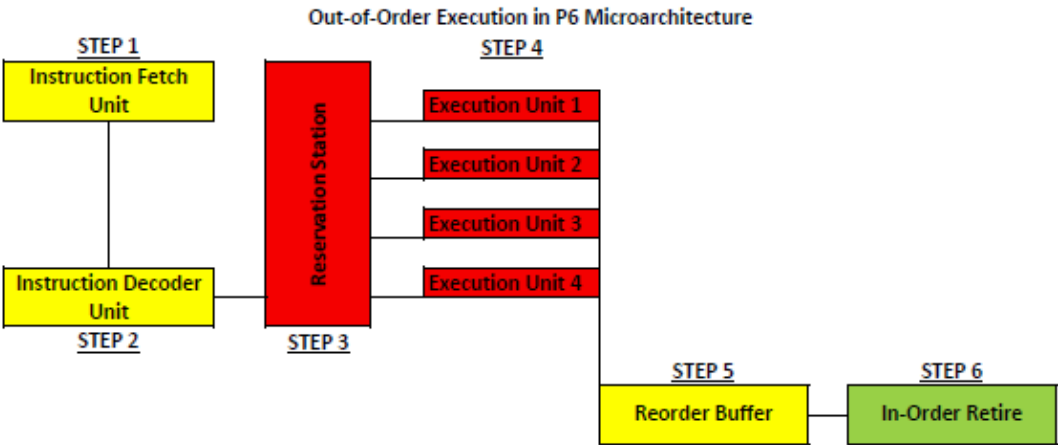 Out-of-Order Execution in P6 Microarchitecture
STEP 1
STEP 4
Instruction Fetch
Unit
Reservation Station
Execution Unit 1
Execution Unit 2
Execution Unit 3
Execution Unit 4
Instruction Decoder
Unit
STEP 2
STEP 3
STEP 5
STEP 6
Reorder Buffer
In-Order Retire